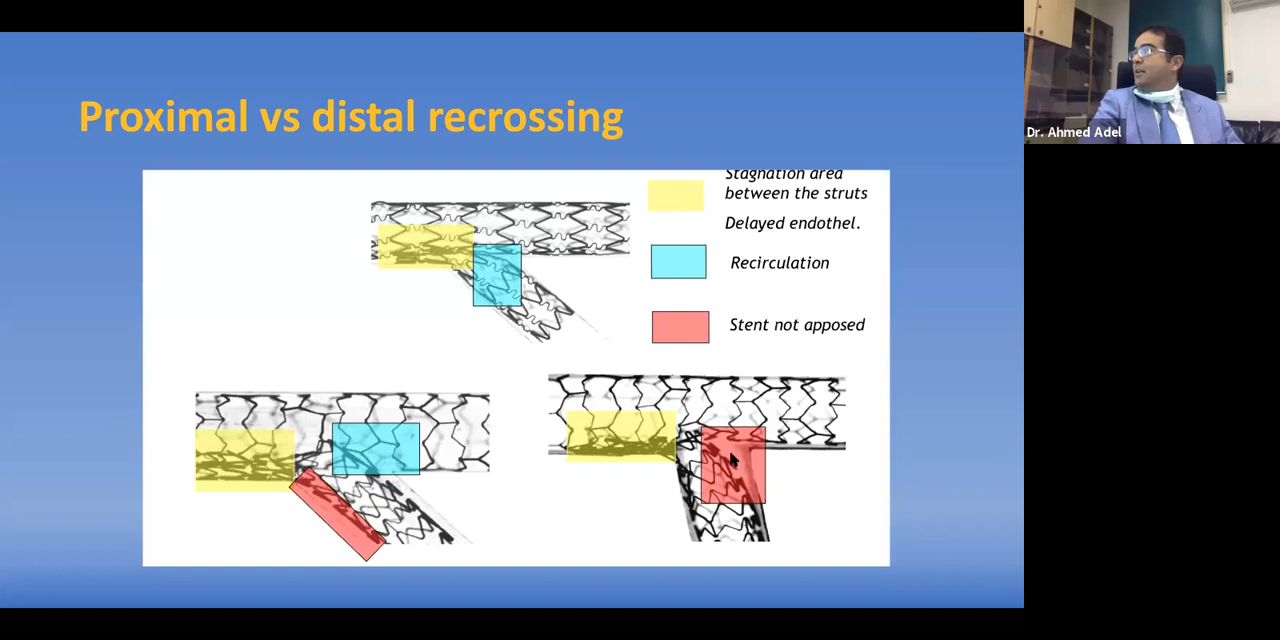 Proximal vs distal recrossing
Stagnation area
between the struts
Delayed endothel.
Recirculation
Stent not apposed
Dr. Ahmed Adel